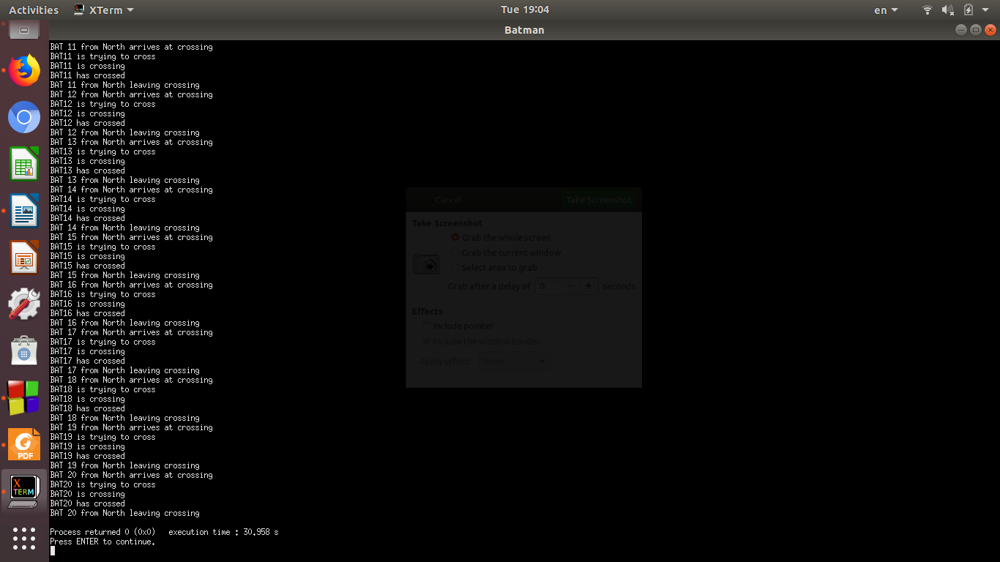 Activities
XTerm
Tue 19:04
en
Batman
BAT 11 from North arrives at crossing
BAT11 is trying to cross
BAT11 is crossing
BAT11 has crossed
BAT 11 from North leaving crossing
BAT 12 from North arrives at crossing
BAT12 is trying to cross
BAT12 is crossing
BAT12 has crossed
BAT 12 from North leaving crossing
BAT 13 from North arrives at crossing
BAT13 is trying to cross
BAT13 is crossing
BAT13 has crossed
BAT 13 from North leaving crossing
BAT 14 from North arrives at crossing
BAT14 is trying to cross
BAT14 is crossing
BAT14 has crossed
BAT 14 from North leaving crossing
BAT 15 from North arrives at crossing
BAT15 is trying to cross
BAT15 is crossing
BAT15 has crossed
BAT 15 from North leaving crossing
BAT 16 from North arrives at crossing
BAT16 is trying to cross
BAT16 is crossing
BAT16 has crossed
BAT 16 from North leaving crossing
BAT 17 from North arrives at crossing
BAT17 is trying to cross
BAT17 is crossing
BAT17 has crossed
BAT 17 from North leaving crossing
BAT 18 from North arrives at crossing
BAT18 is trying to cross
BAT18 is crossing
BAT18 has crossed
BAT 18 from North leaving crossing
BAT 19 from North arrives at crossing
BAT19 is trying to cross
BAT19 is crossing
BAT19 has crossed
BAT 19 from North leaving crossing
BAT 20 from North arrives at crossing
BAT20 is trying to cross
BAT20 is crossing
BAT20 has crossed
BAT 20 from North leaving crossing
Process returned 0 (0x0)   execution time : 30.958 s
Press ENTER to continue.
Cancel
Take Screenshot
Take Screenshot
Grab the whole screen
Grab the current window
Select area to grab
Grab after a delay of 0 − + seconds
Effects
Include pointer
Include the window border
Apply effect: None
PDF
X
TERM